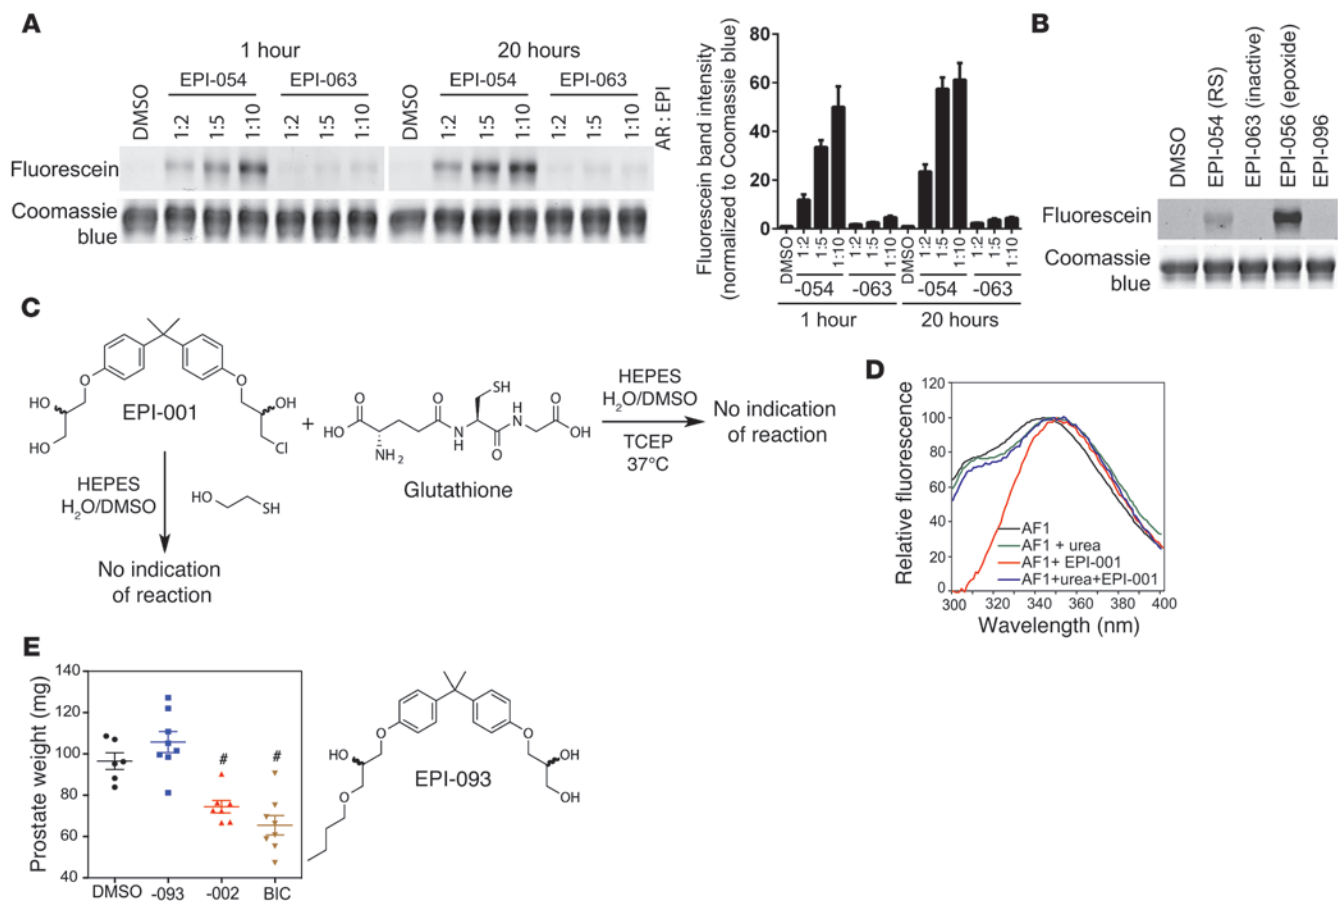 A
1 hour
20 hours
EPI-054
EPI-063
EPI-054
EPI-063
DMSO
1:2
1:5
1:10
1:2
1:5
1:10
DMSO
1:2
1:5
1:10
1:2
1:5
1:10
AR : EPI
Fluorescein
Coomassie
blue
Fluorescein band intensity
(normalized to Coomassie blue)
80
60
40
20
0
DMSO
1:2
1:5
1:10
1:2
1:5
1:10
DMSO
1:2
1:5
1:10
1:2
1:5
1:10
-054
-063
-054
-063
1 hour
20 hours
B
DMSO
EPI-054 (RS)
EPI-063 (inactive)
EPI-056 (epoxide)
EPI-096
Fluorescein
Coomassie
blue
C
HO
HO
O
O
OH
Cl
EPI-001
+
HO
O
NH2
O
N
H
SH
O
H
N
O
OH
Glutathione
HEPES
H2O/DMSO
TCEP
37°C
No indication
of reaction
HEPES
H2O/DMSO
HO
SH
No indication
of reaction
D
Relative fluorescence
120
100
80
60
40
20
0
AF1
AF1 + urea
AF1+ EPI-001
AF1+urea+EPI-001
300
320
340
360
380
400
Wavelength (nm)
E
Prostate weight (mg)
140
120
100
80
60
40
#
#
DMSO
-093
-002
BIC
HO
O
O
O
OH
OH
EPI-093